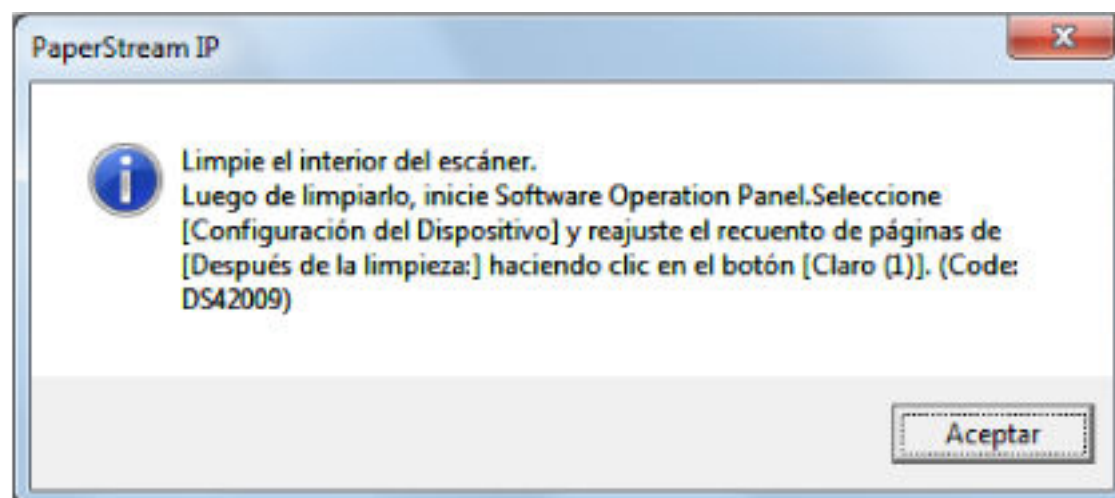 PaperStream IP
Limpie el interior del escáner.
Luego de limpiarlo, inicie Software Operation Panel.Seleccione
[Configuración del Dispositivo] y reajuste el recuento de páginas de
[Después de la limpieza:] haciendo clic en el botón [Claro (1)]. (Code:
DS42009)
Aceptar